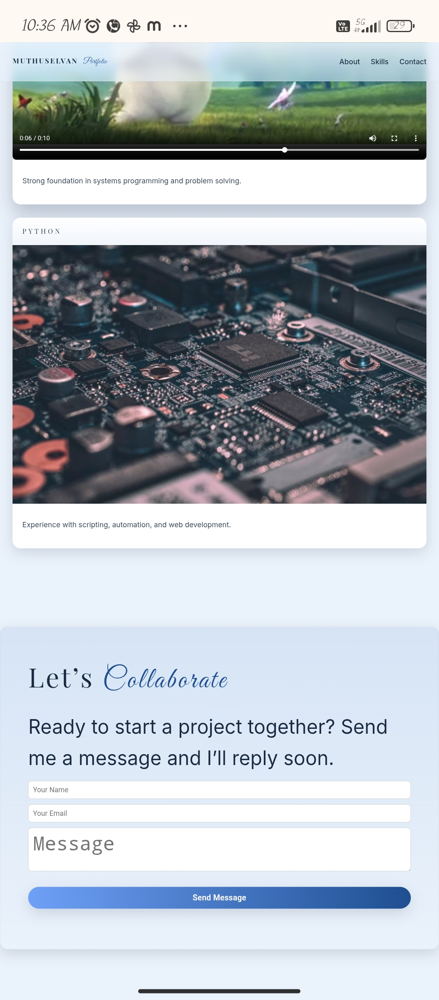 10:36 AM
5G
Vo
LTE
29
MUTHUSELVAN Portfolio
About Skills Contact
0:06 / 0:10
Strong foundation in systems programming and problem solving.
PYTHON
Experience with scripting, automation, and web development.
Let’s Collaborate
Ready to start a project together? Send
me a message and I’ll reply soon.
Your Name
Your Email
Message
Send Message